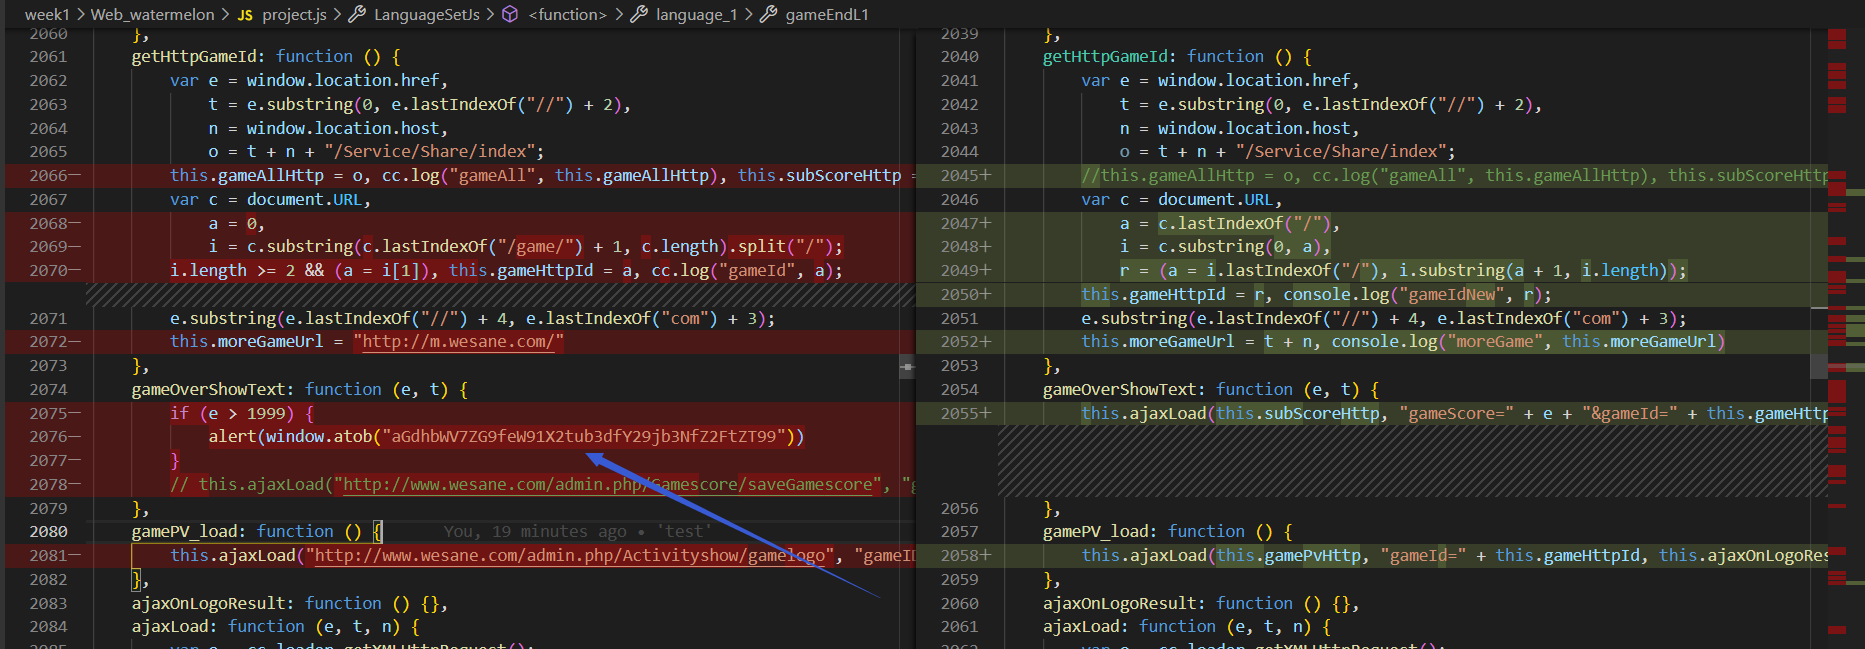 week1 > Web_watermelon > JS project.js > LanguageSetJs > <function> > language_1 > gameEndL1
2060 },
2061 getHttpGameId: function () {
2062 var e = window.location.href,
2063 t = e.substring(0, e.lastIndexOf("//") + 2),
2064 n = window.location.host,
2065 o = t + n + "/Service/Share/index";
2066— this.gameAllHttp = o, cc.log("gameAll", this.gameAllHttp), this.subScoreHttp =
2067 var c = document.URL,
2068— a = 0,
2069— i = c.substring(c.lastIndexOf("/game/") + 1, c.length).split("/");
2070— i.length >= 2 && (a = i[1]), this.gameHttpId = a, cc.log("gameId", a);
2071 e.substring(e.lastIndexOf("//") + 4, e.lastIndexOf("com") + 3);
2072— this.moreGameUrl = "http://m.wesane.com/"
2073 },
2074 gameOverShowText: function (e, t) {
2075— if (e > 1999) {
2076— alert(window.atob("aGdhbWV7ZG9feW91X2tub3dfY29jb3NfZ2FtZT99"))
2077— }
2078— // this.ajaxLoad("http://www.wesane.com/admin.php/Gamescore/saveGamescore", "g
2079 },
2080 gamePV_load: function () { You, 19 minutes ago • 'test'
2081— this.ajaxLoad("http://www.wesane.com/admin.php/Activityshow/gamelogo", "gameID
2082 },
2083 ajaxOnLogoResult: function () {},
2084 ajaxLoad: function (e, t, n) {
2085 var o = cc.loader.getXMLHttpRequest();
2039 },
2040 getHttpGameId: function () {
2041 var e = window.location.href,
2042 t = e.substring(0, e.lastIndexOf("//") + 2),
2043 n = window.location.host,
2044 o = t + n + "/Service/Share/index";
2045+ //this.gameAllHttp = o, cc.log("gameAll", this.gameAllHttp), this.subScoreHttp
2046 var c = document.URL,
2047+ a = c.lastIndexOf("/"),
2048+ i = c.substring(0, a),
2049+ r = (a = i.lastIndexOf("/"), i.substring(a + 1, i.length));
2050+ this.gameHttpId = r, console.log("gameIdNew", r);
2051 e.substring(e.lastIndexOf("//") + 4, e.lastIndexOf("com") + 3);
2052+ this.moreGameUrl = t + n, console.log("moreGame", this.moreGameUrl)
2053 },
2054 gameOverShowText: function (e, t) {
2055+ this.ajaxLoad(this.subScoreHttp, "gameScore=" + e + "&gameId=" + this.gameHttp
2056 },
2057 gamePV_load: function () {
2058+ this.ajaxLoad(this.gamePvHttp, "gameId=" + this.gameHttpId, this.ajaxOnLogoRes
2059 },
2060 ajaxOnLogoResult: function () {},
2061 ajaxLoad: function (e, t, n) {
2062 var o = cc.loader.getXMLHttpRequest();